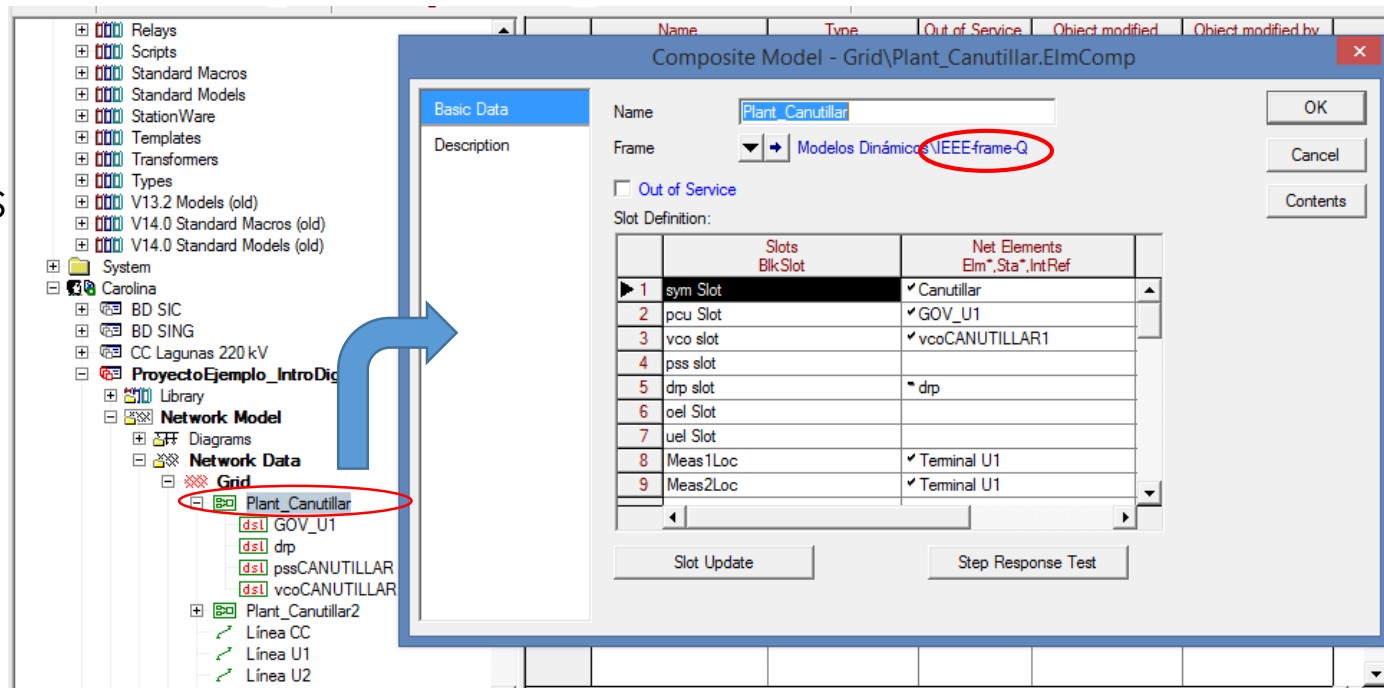 Relays
Scripts
Standard Macros
Standard Models
StationWare
Templates
Transformers
Types
V13.2 Models (old)
V14.0 Standard Macros (old)
V14.0 Standard Models (old)
System
Carolina
BD SIC
BD SING
CC Lagunas 220 kV
ProyectoEjemplo_IntroDig
Library
Network Model
Diagrams
Network Data
Grid
Plant_Canutillar
dsl GOV_U1
dsl drp
dsl pssCANUTILLAR
dsl vcoCANUTILLAR
Plant_Canutillar2
Línea CC
Línea U1
Línea U2
S
Name Type Out of Service Object modified Object modified by
Composite Model - Grid\Plant_Canutillar.ElmComp
Basic Data
Description
Name Plant_Canutillar
Frame Modelos Dinámicos\IEEE-frame-Q
Out of Service
Slot Definition:
Slots Net Elements
BlkSlot Elm*,Sta*,IntRef
1 sym Slot Canutillar
2 pcu Slot GOV_U1
3 vco slot vcoCANUTILLAR1
4 pss slot
5 drp slot drp
6 oel Slot
7 uel Slot
8 Meas1Loc Terminal U1
9 Meas2Loc Terminal U1
Slot Update Step Response Test
OK
Cancel
Contents